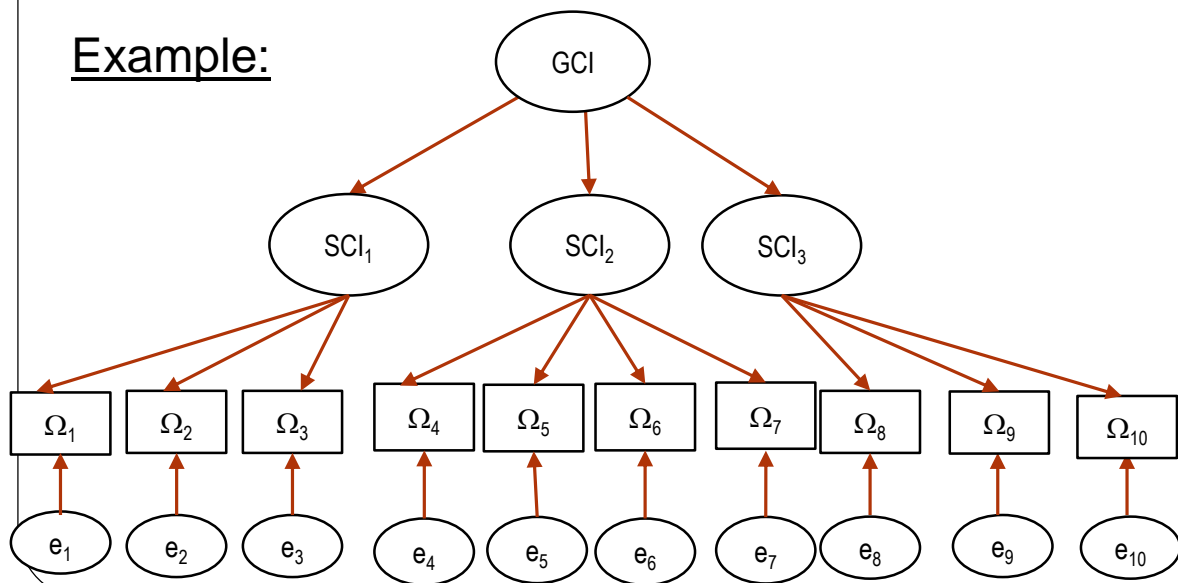 Example:
GCI
SCI₁ SCI₂ SCI₃
Ω₁ Ω₂ Ω₃ Ω₄ Ω₅ Ω₆ Ω₇ Ω₈ Ω₉ Ω₁₀
e₁ e₂ e₃ e₄ e₅ e₆ e₇ e₈ e₉ e₁₀